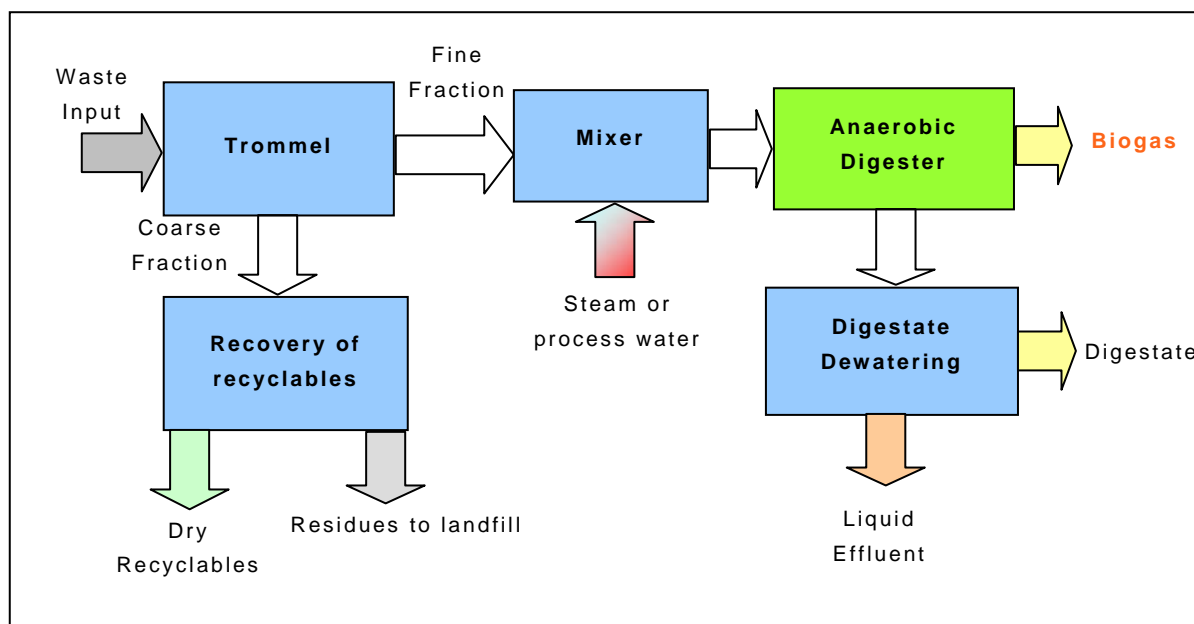 Waste
Input
Trommel
Fine
Fraction
Mixer
Anaerobic
Digester
Biogas
Coarse
Fraction
Recovery of
recyclables
Steam or
process water
Digestate
Dewatering
Digestate
Dry
Recyclables
Residues to landfill
Liquid
Effluent